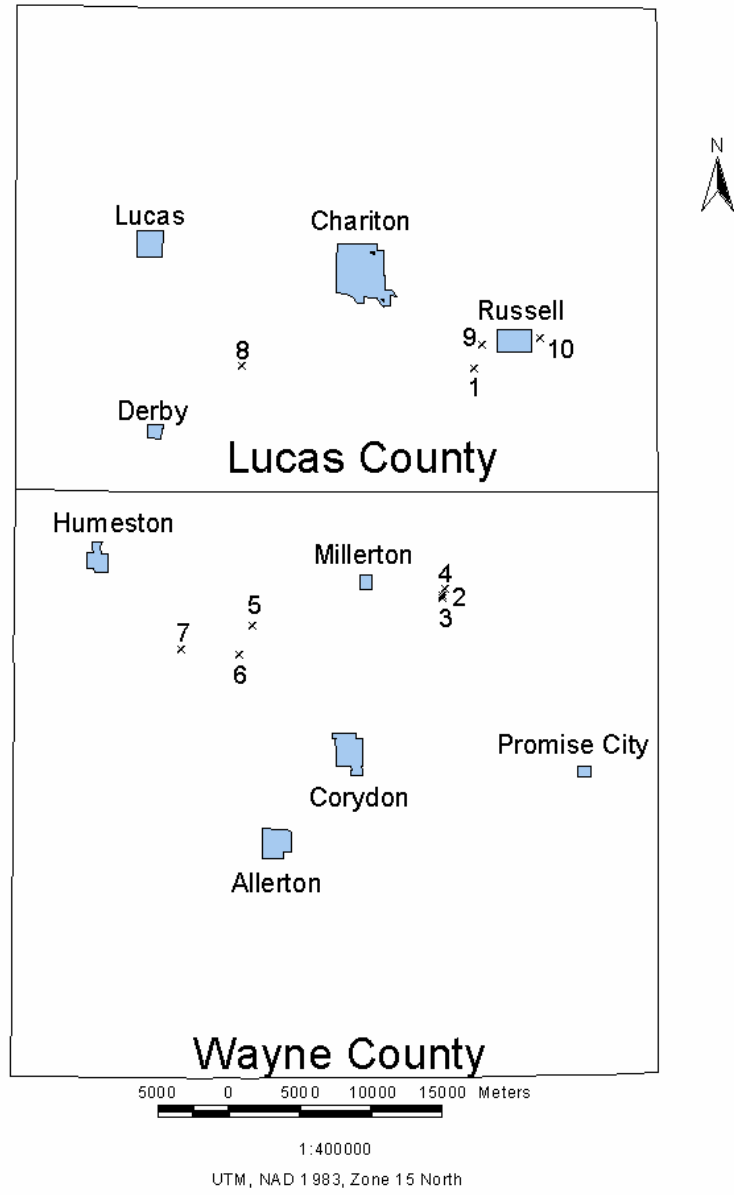 N
Lucas
Chariton
Russell
9
10
8
1
Derby
Lucas County
Humeston
Millerton
4
2
5
3
7
6
Promise City
Corydon
Allerton
Wayne County
5000 0 5000 10000 15000 Meters
1:400000
UTM, NAD 1983, Zone 15 North